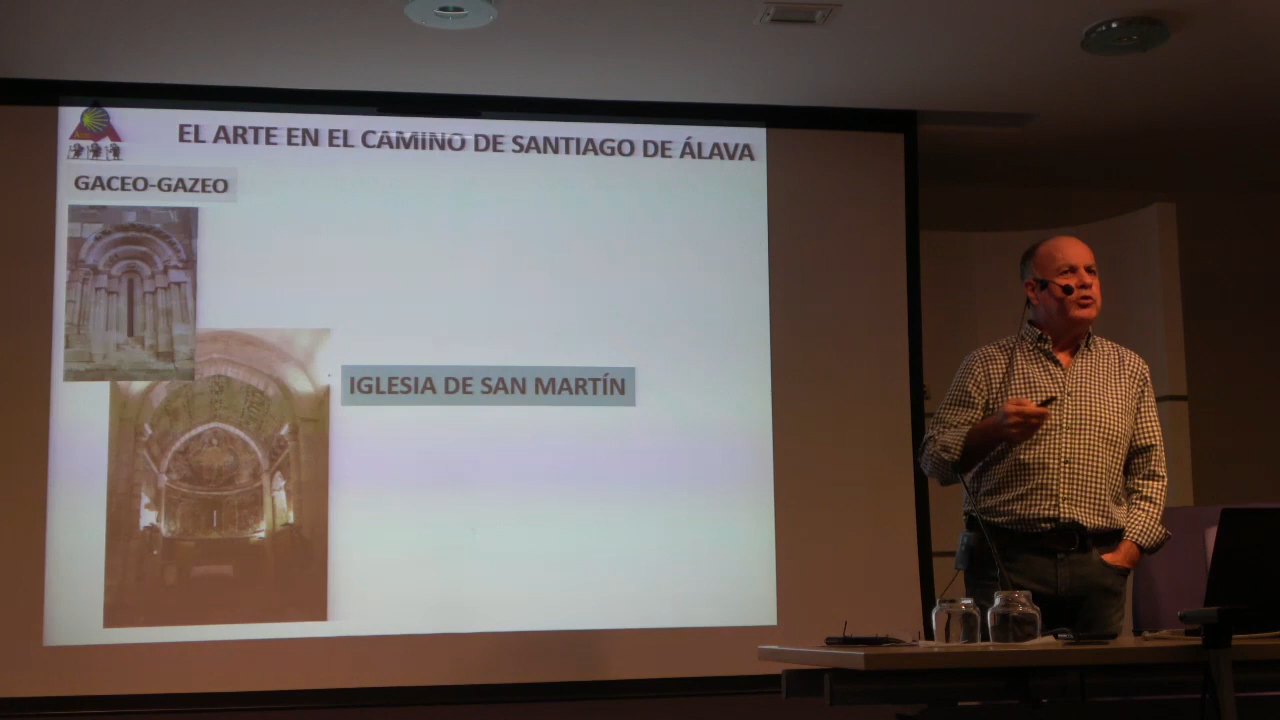 EL ARTE EN EL CAMINO DE SANTIAGO DE ÁLAVA
GACEO-GAZEO
IGLESIA DE SAN MARTÍN